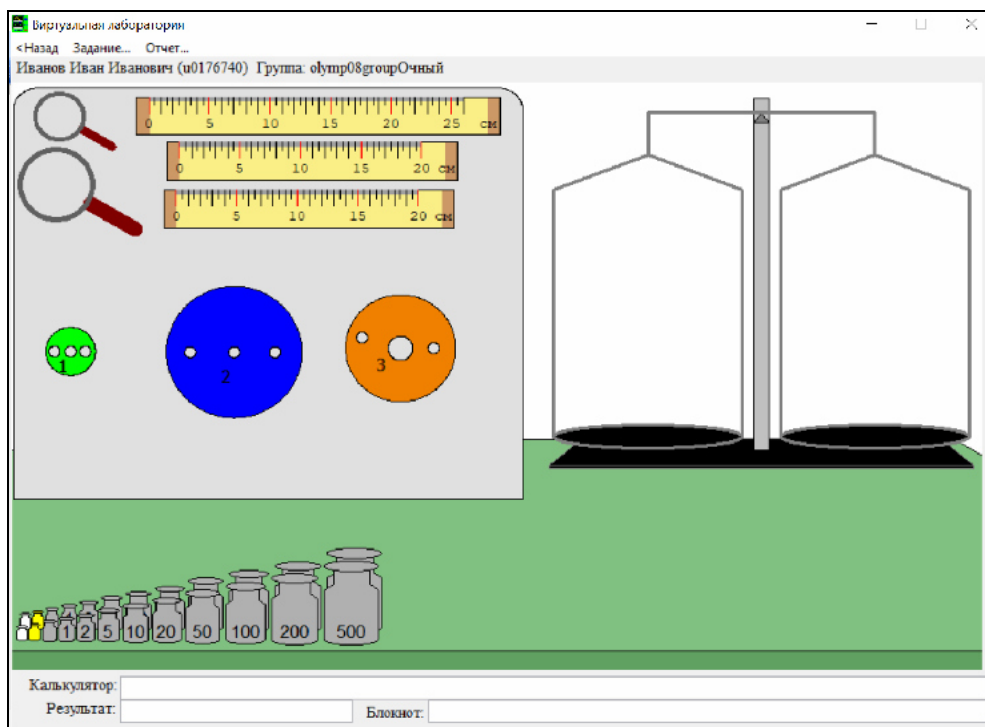 Виртуальная лаборатория
<Назад Задание... Отчет...
Иванов Иван Иванович (u0176740) Группа: olymp08groupОчный
0 5 10 15 20 25 см
0 5 10 15 20 см
0 5 10 15 20 см
1 2 3
1 2 5 10 20 50 100 200 500
Калькулятор:
Результат: Блокнот: